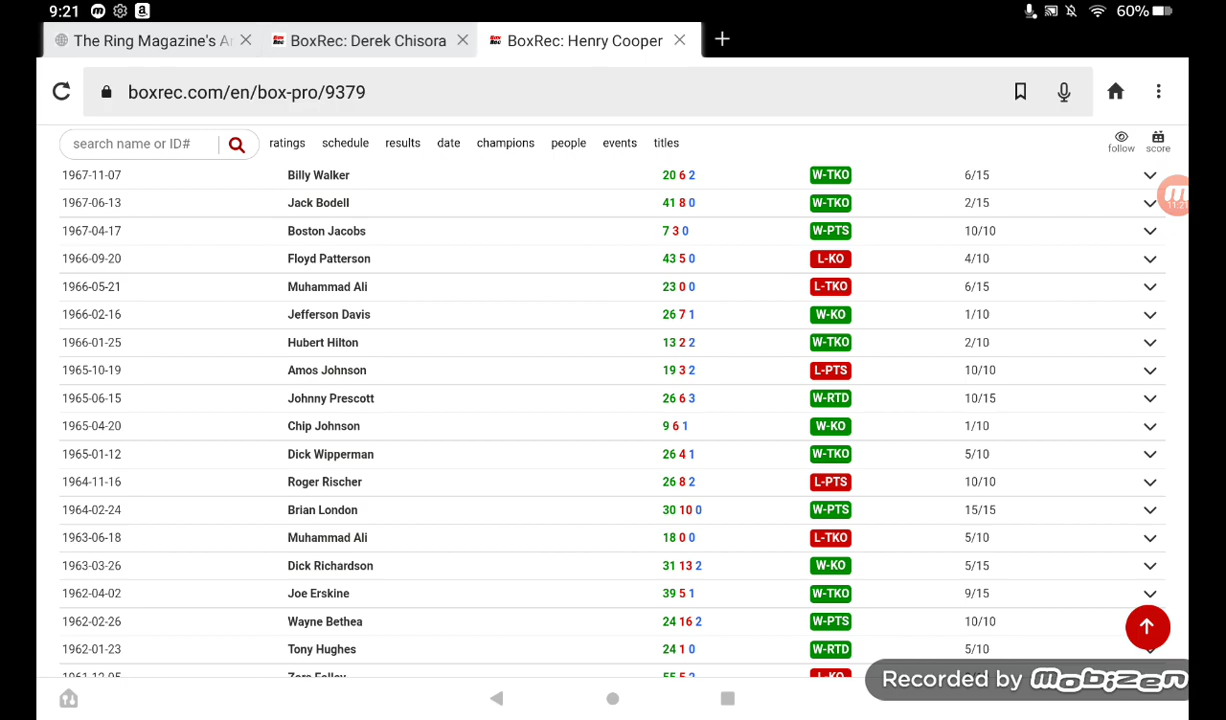 9:21 60%
The Ring Magazine's Ar BoxRec: Derek Chisora BoxRec: Henry Cooper
boxrec.com/en/box-pro/9379
search name or ID# ratings schedule results date champions people events titles follow score
1967-11-07 Billy Walker 20 6 2 W-TKO 6/15
11:21
1967-06-13 Jack Bodell 41 8 0 W-TKO 2/15
1967-04-17 Boston Jacobs 7 3 0 W-PTS 10/10
1966-09-20 Floyd Patterson 43 5 0 L-KO 4/10
1966-05-21 Muhammad Ali 23 0 0 L-TKO 6/15
1966-02-16 Jefferson Davis 26 7 1 W-KO 1/10
1966-01-25 Hubert Hilton 13 2 2 W-TKO 2/10
1965-10-19 Amos Johnson 19 3 2 L-PTS 10/10
1965-06-15 Johnny Prescott 26 6 3 W-RTD 10/15
1965-04-20 Chip Johnson 9 6 1 W-KO 1/10
1965-01-12 Dick Wipperman 26 4 1 W-TKO 5/10
1964-11-16 Roger Rischer 26 8 2 L-PTS 10/10
1964-02-24 Brian London 30 10 0 W-PTS 15/15
1963-06-18 Muhammad Ali 18 0 0 L-TKO 5/10
1963-03-26 Dick Richardson 31 13 2 W-KO 5/15
1962-04-02 Joe Erskine 39 5 1 W-TKO 9/15
1962-02-26 Wayne Bethea 24 16 2 W-PTS 10/10
1962-01-23 Tony Hughes 24 1 0 W-RTD 5/10
1961-12-05 Zora Folley 55 5 2 L-KO
Recorded by Mobizen